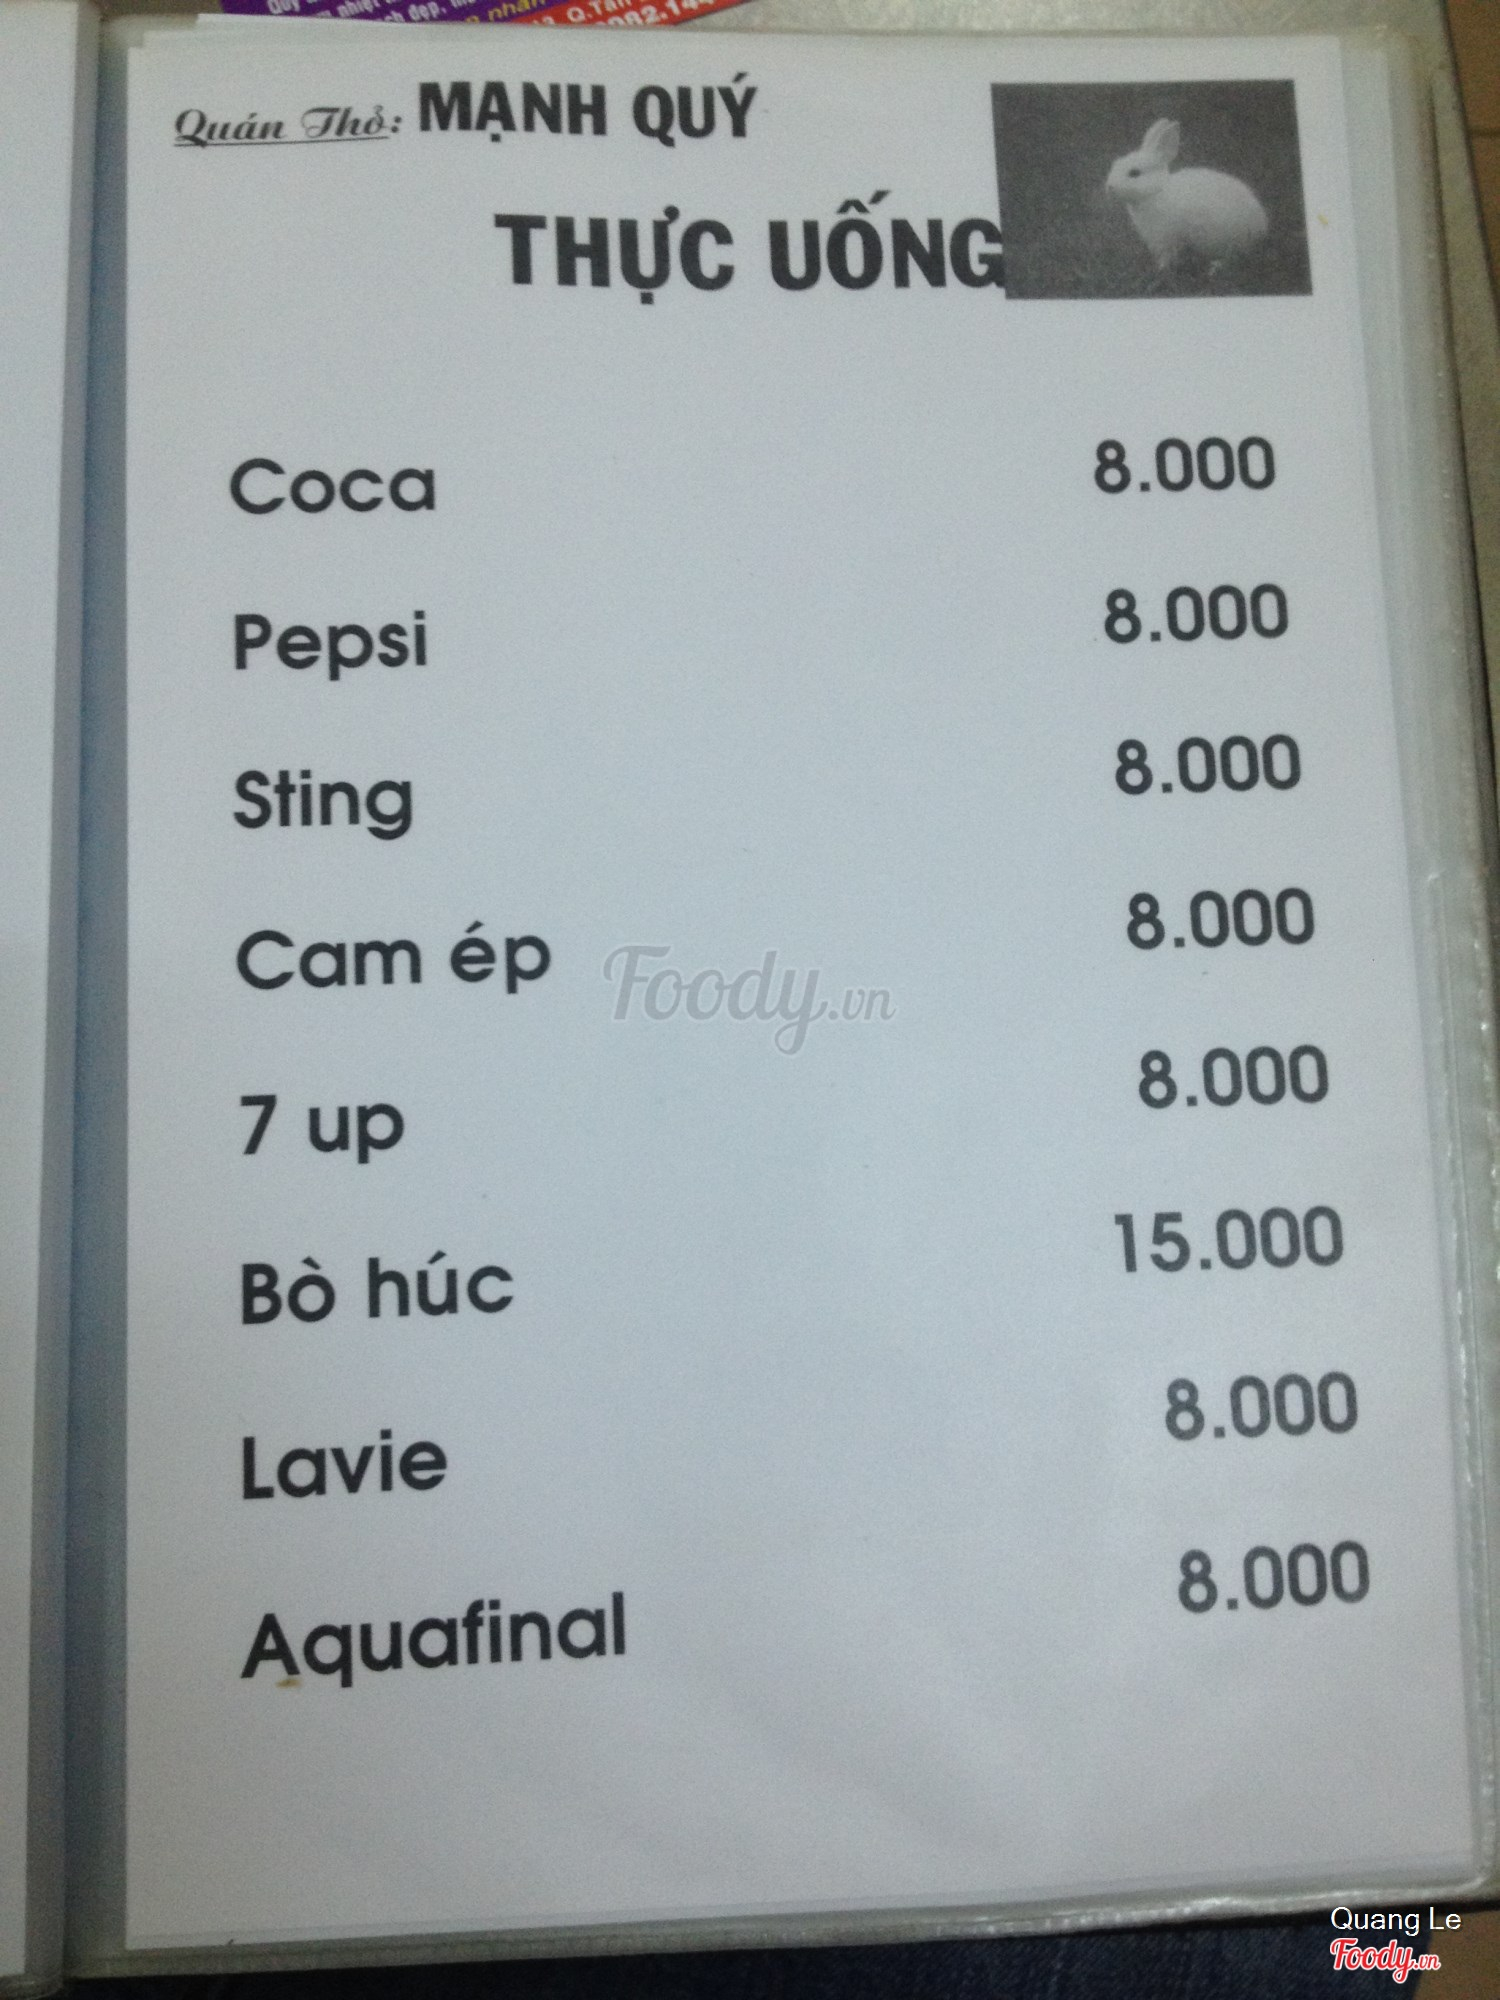 Quán Thỏ: MẠNH QUÝ
THỰC UỐNG
Coca 8.000
Pepsi 8.000
Sting 8.000
Cam ép 8.000
7 up 8.000
Bò húc 15.000
Lavie 8.000
Aquafinal 8.000
Foody.vn
Quang Le
Foody.vn